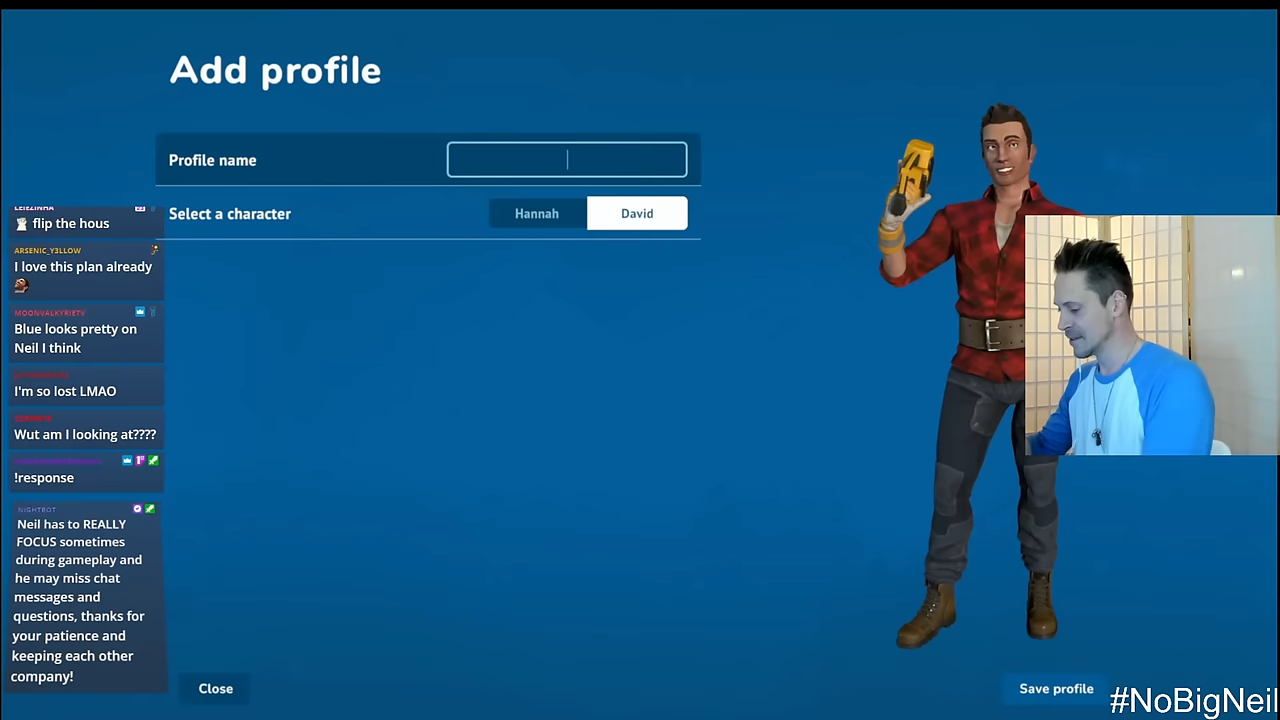 Add profile
Profile name
Select a character
Hannah
David
flip the hous
ARSENIC_Y3LLOW
I love this plan already
MOONVALKYRIETV
Blue looks pretty on
Neil I think
I'm so lost LMAO
Wut am I looking at????
!response
NIGHTBOT
Neil has to REALLY
FOCUS sometimes
during gameplay and
he may miss chat
messages and
questions, thanks for
your patience and
keeping each other
company!
Close
Save profile
#NoBigNeil